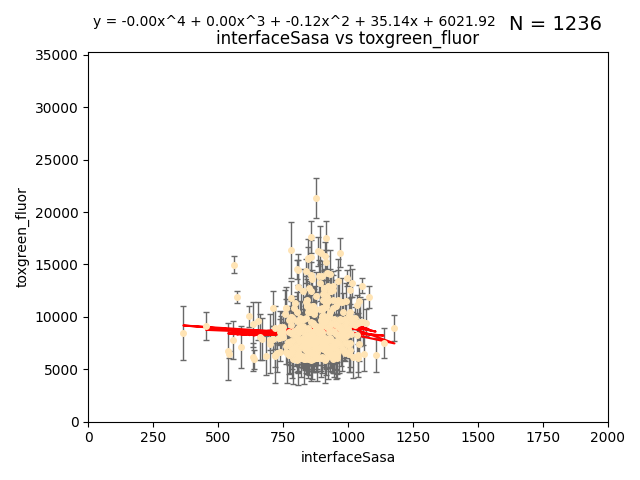 y = -0.00x^4 + 0.00x^3 + -0.12x^2 + 35.14x + 6021.92
N = 1236
interfaceSasa vs toxgreen_fluor
35000
30000
25000
20000
15000
10000
5000
0
toxgreen_fluor
0 250 500 750 1000 1250 1500 1750 2000
interfaceSasa